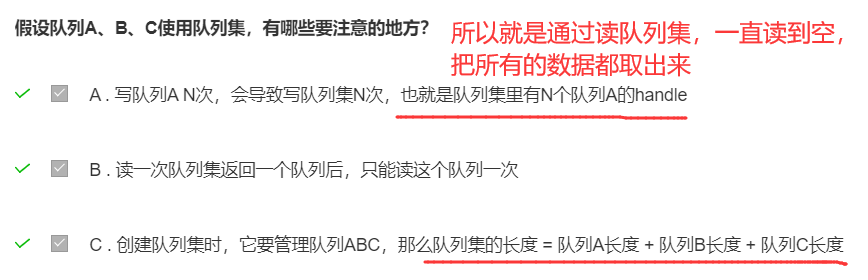 假设队列A、B、C使用队列集，有哪些要注意的地方？
所以就是通过读队列集，一直读到空，
把所有的数据都取出来
A . 写队列A N次，会导致写队列集N次，也就是队列集里有N个队列A的handle
B . 读一次队列集返回一个队列后，只能读这个队列一次
C . 创建队列集时，它要管理队列ABC，那么队列集的长度 = 队列A长度 + 队列B长度 + 队列C长度